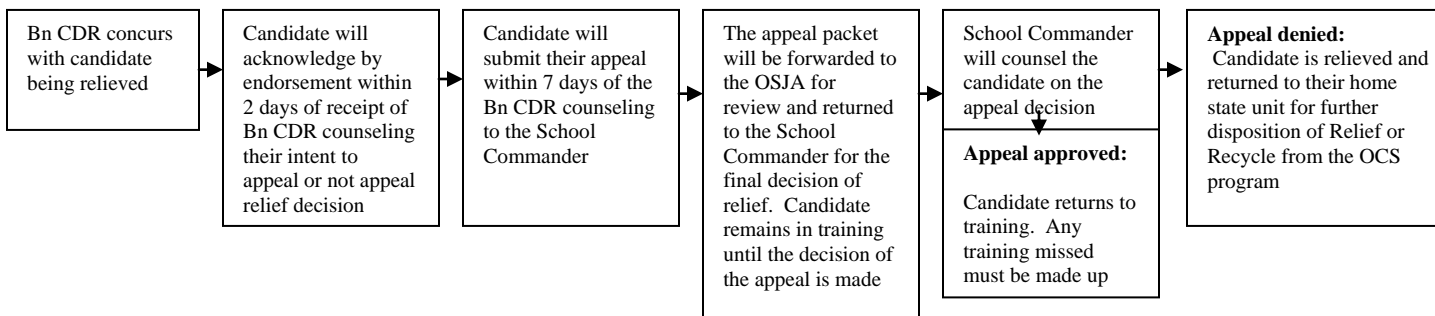 Bn CDR concurs
with candidate
being relieved
Candidate will
acknowledge by
endorsement within
2 days of receipt of
Bn CDR counseling
their intent to
appeal or not appeal
relief decision
Candidate will
submit their appeal
within 7 days of the
Bn CDR counseling
to the School
Commander
The appeal packet
will be forwarded to
the OSJA for
review and returned
to the School
Commander for the
final decision of
relief.  Candidate
remains in training
until the decision of
the appeal is made
School Commander
will counsel the
candidate on the
appeal decision
Appeal approved:
Candidate returns to
training.  Any
training missed
must be made up
Appeal denied:
Candidate is relieved and
returned to their home
state unit for further
disposition of Relief or
Recycle from the OCS
program